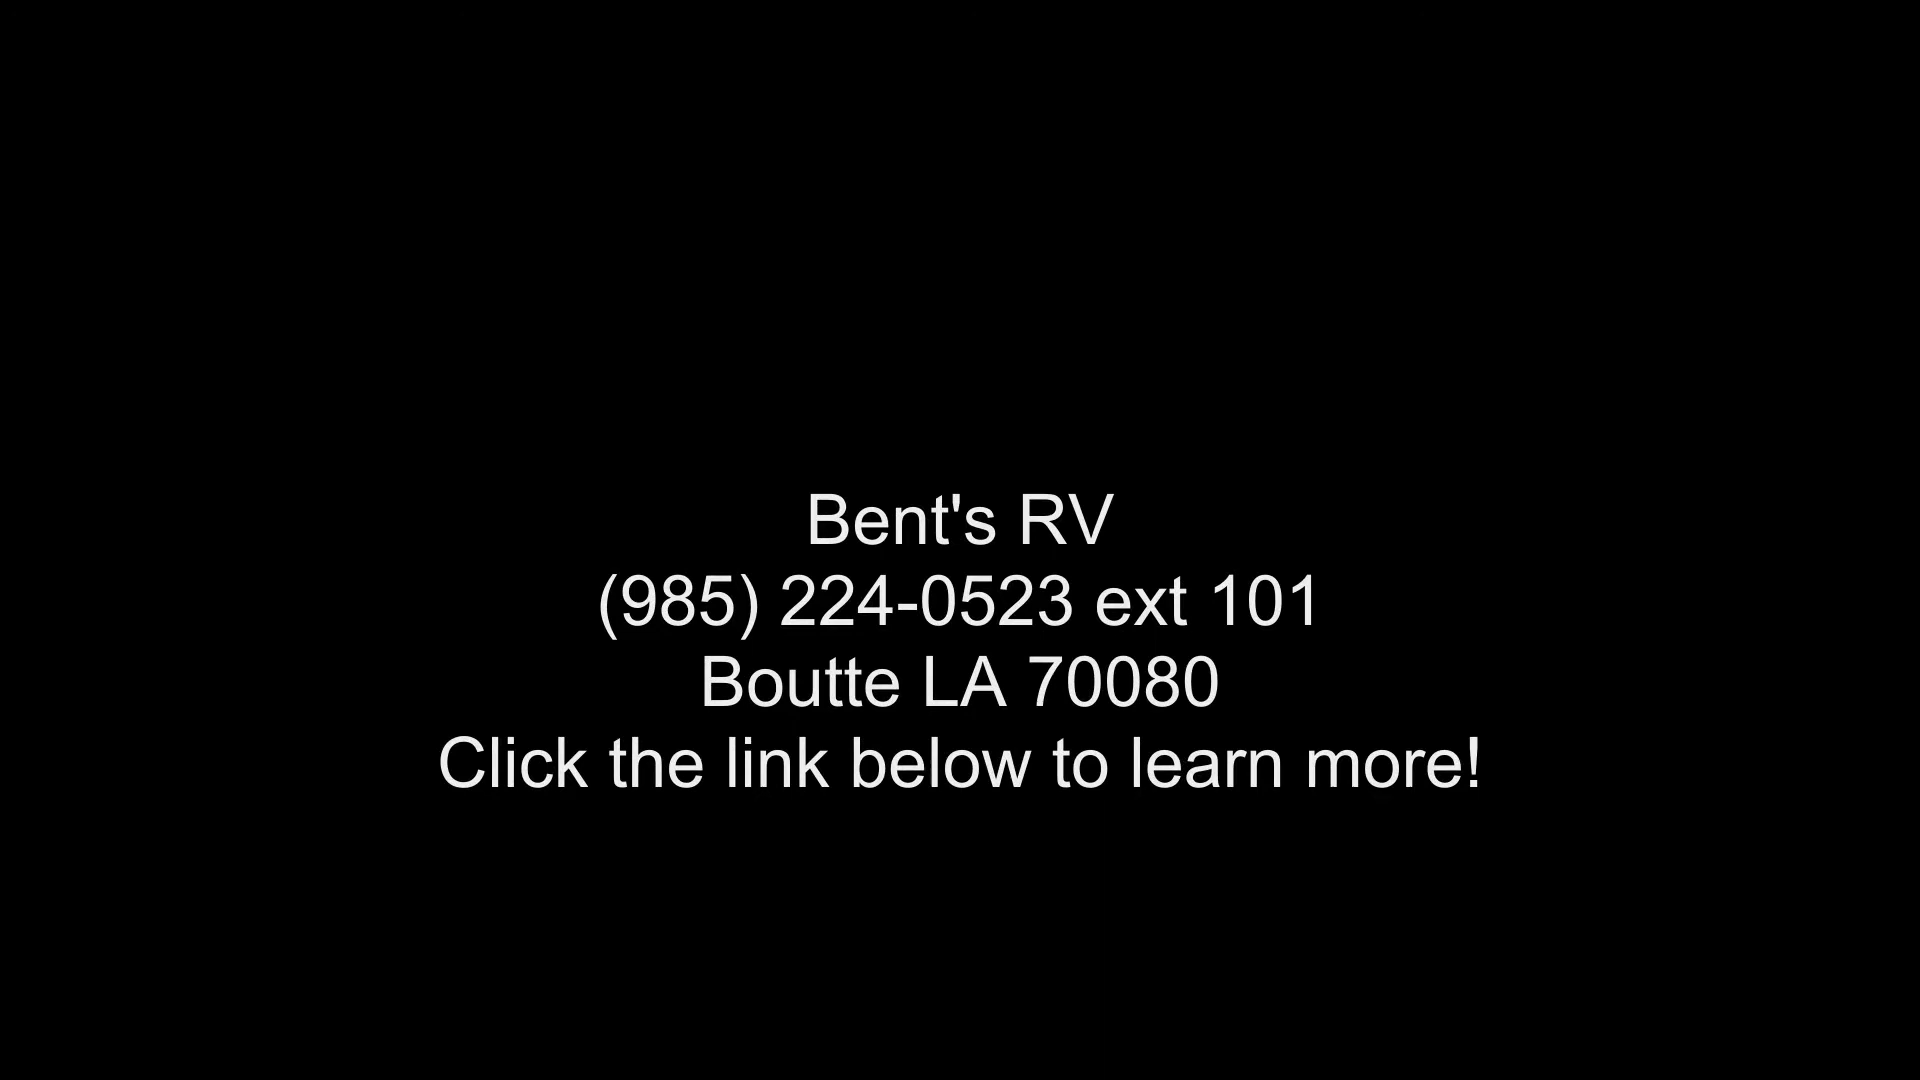 Bent's RV
(985) 224-0523 ext 101
Boutte LA 70080
Click the link below to learn more!